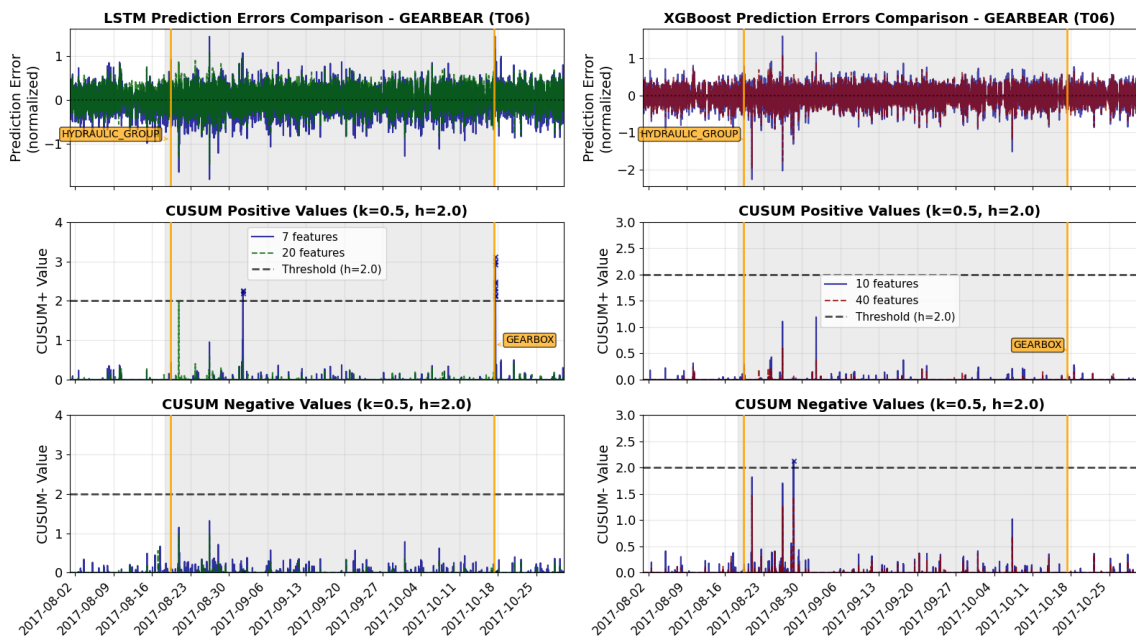 LSTM Prediction Errors Comparison - GEARBEAR (T06)
Prediction Error
(normalized)
1
0
−1
HYDRAULIC_GROUP
CUSUM Positive Values (k=0.5, h=2.0)
CUSUM+ Value
4
3
2
1
0
7 features
20 features
Threshold (h=2.0)
GEARBOX
CUSUM Negative Values (k=0.5, h=2.0)
CUSUM- Value
4
3
2
1
0
2017-08-02
2017-08-09
2017-08-16
2017-08-23
2017-08-30
2017-09-06
2017-09-13
2017-09-20
2017-09-27
2017-10-04
2017-10-11
2017-10-18
2017-10-25
XGBoost Prediction Errors Comparison - GEARBEAR (T06)
Prediction Error
(normalized)
1
0
−1
−2
HYDRAULIC_GROUP
CUSUM Positive Values (k=0.5, h=2.0)
CUSUM+ Value
3.0
2.5
2.0
1.5
1.0
0.5
0.0
10 features
40 features
Threshold (h=2.0)
GEARBOX
CUSUM Negative Values (k=0.5, h=2.0)
CUSUM- Value
3.0
2.5
2.0
1.5
1.0
0.5
0.0
2017-08-02
2017-08-09
2017-08-16
2017-08-23
2017-08-30
2017-09-06
2017-09-13
2017-09-20
2017-09-27
2017-10-04
2017-10-11
2017-10-18
2017-10-25